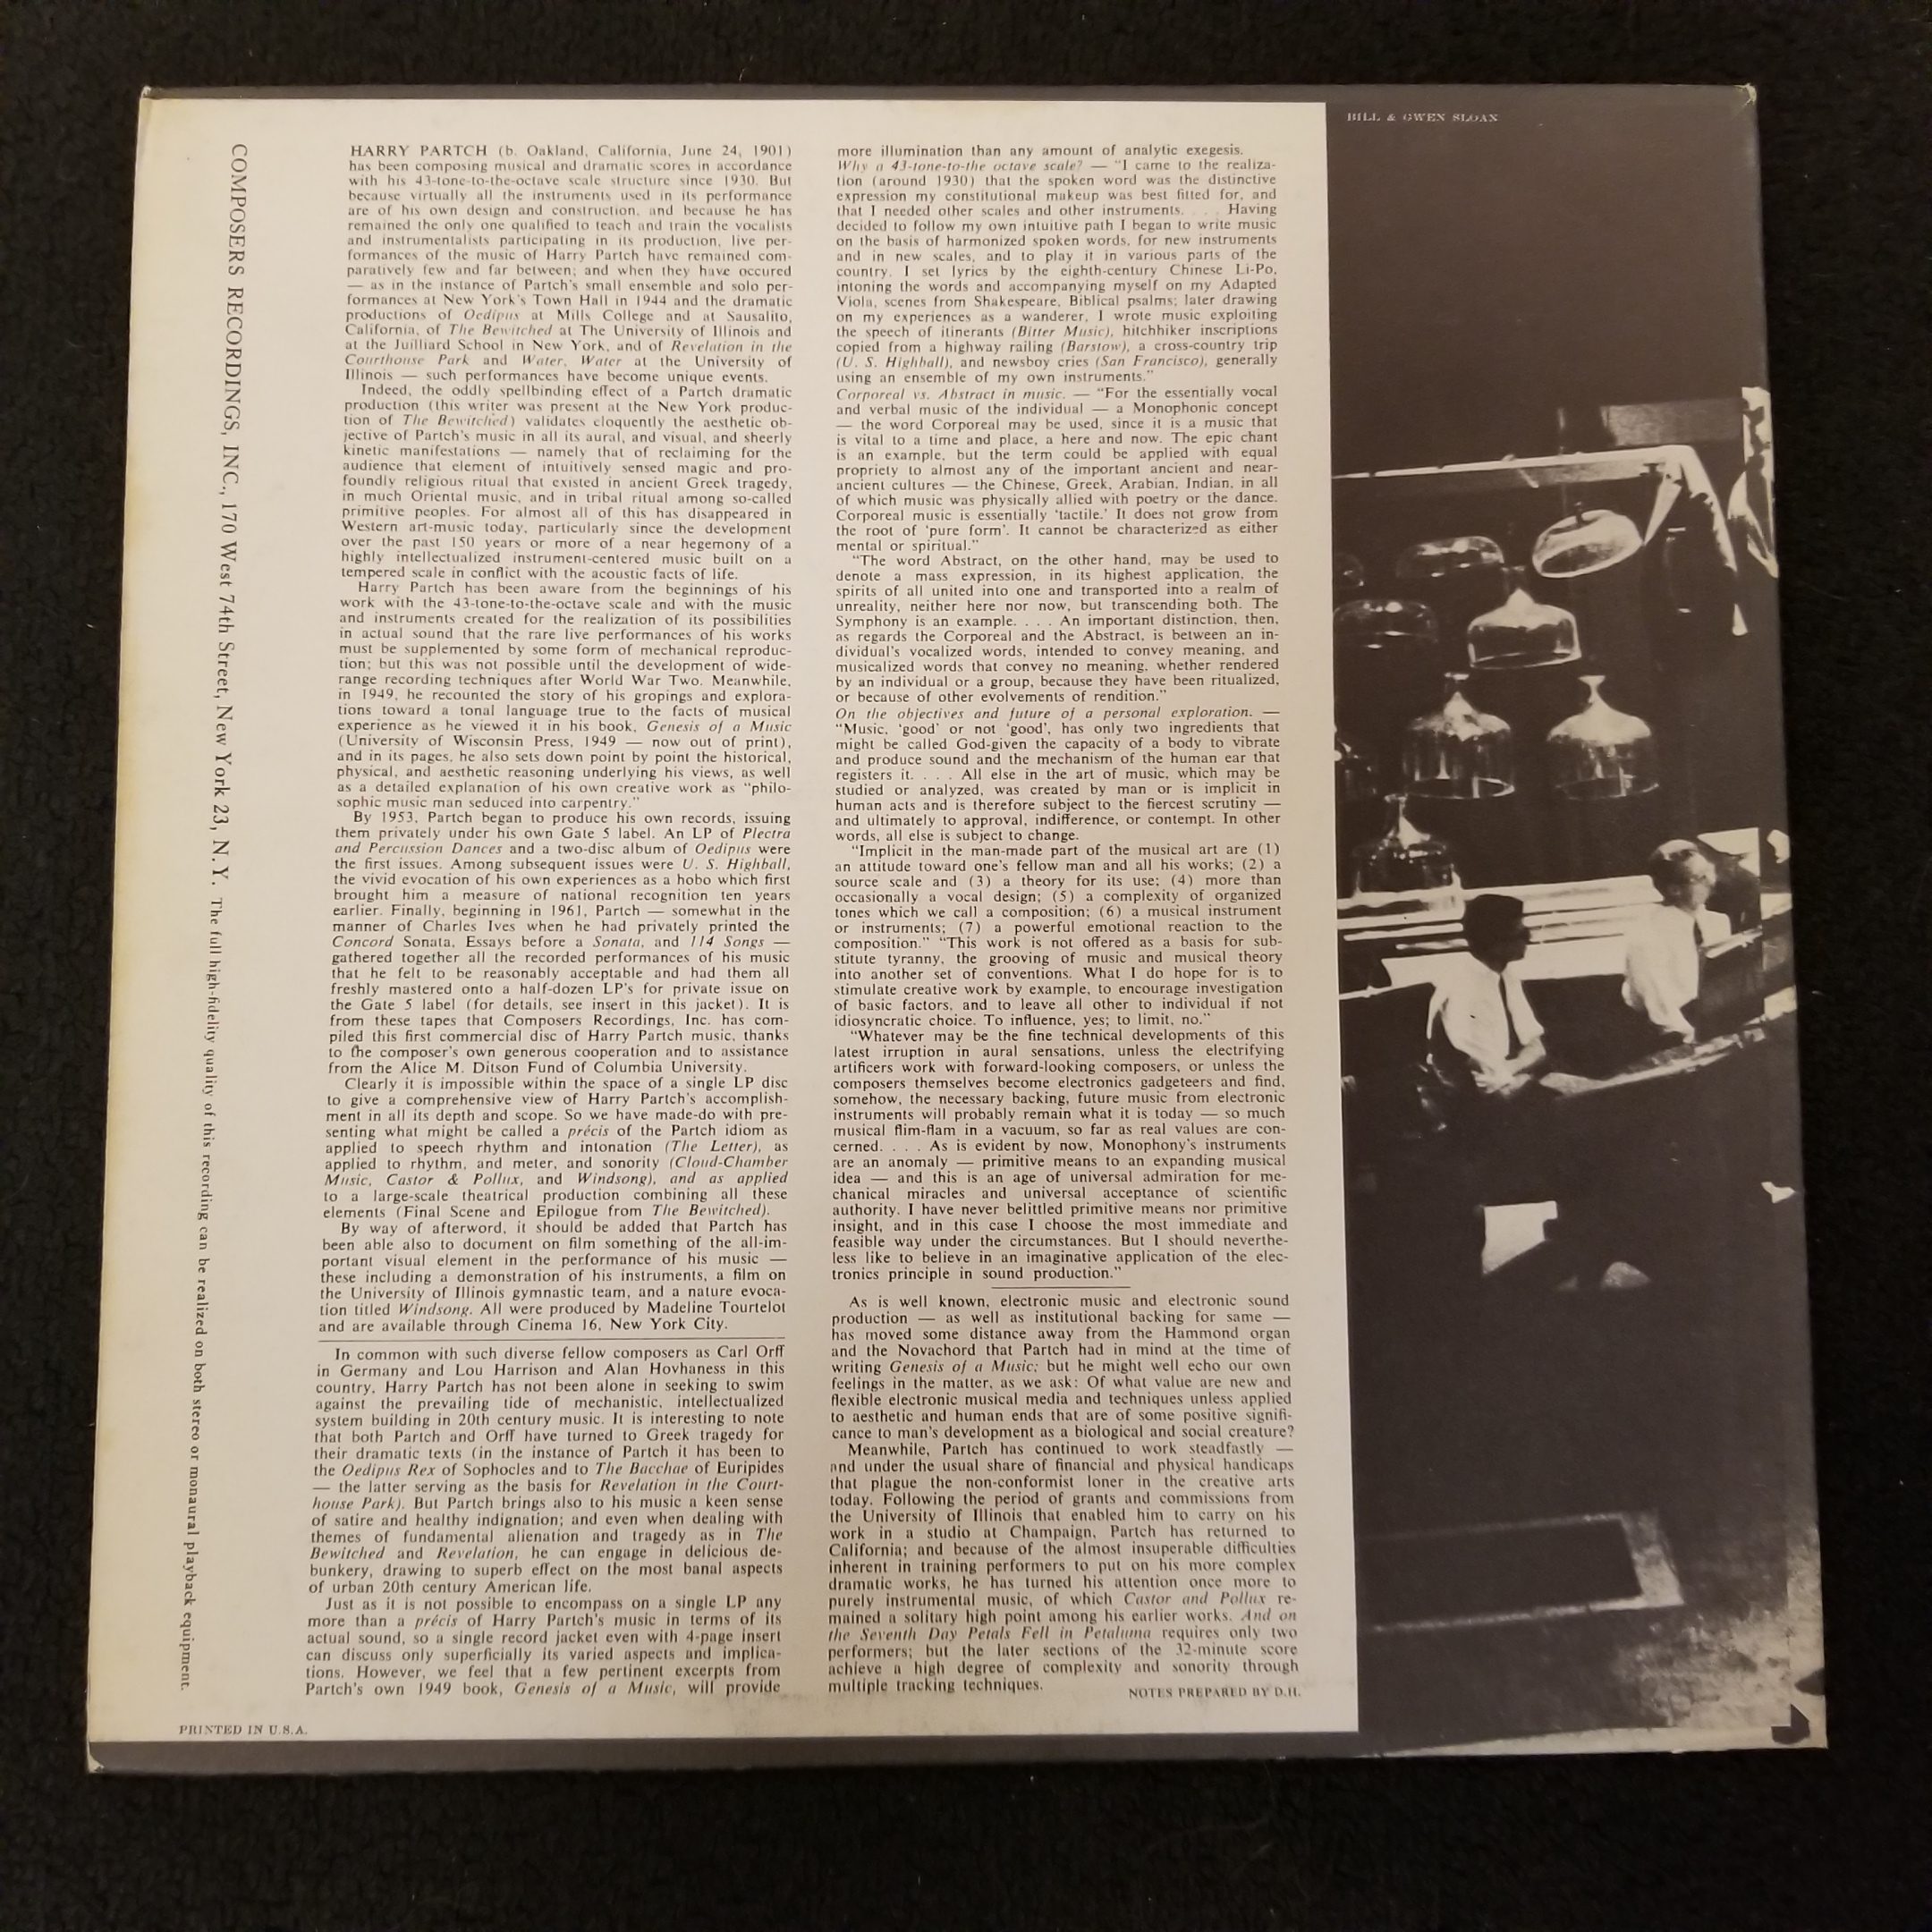 COMPOSERS RECORDINGS, INC., 170 West 74th Street, New York 23, N. Y. The full high-fidelity quality of this recording can be realized on both stereo or monaural playback equipment.
HARRY PARTCH (b. Oakland, California, June 24, 1901)
has been composing musical and dramatic scores in accordance
with his 43-tone-to-the-octave scale structure since 1930. But
because virtually all the instruments used in its performance
are of his own design and construction, and because he has
remained the only one qualified to teach and train the vocalists
and instrumentalists participating in its production, live per-
formances of the music of Harry Partch have remained com-
paratively few and far between; and when they have occured
— as in the instance of Partch's small ensemble and solo per-
formances at New York's Town Hall in 1944 and the dramatic
productions of Oedipus at Mills College and at Sausalito,
California, of The Bewitched at The University of Illinois and
at the Juilliard School in New York, and of Revelation in the
Courthouse Park and Water, Water at the University of
Illinois — such performances have become unique events.
Indeed, the oddly spellbinding effect of a Partch dramatic
production (this writer was present at the New York produc-
tion of The Bewitched) validates eloquently the aesthetic ob-
jective of Partch's music in all its aural, and visual, and sheerly
kinetic manifestations — namely that of reclaiming for the
audience that element of intuitively sensed magic and pro-
foundly religious ritual that existed in ancient Greek tragedy,
in much Oriental music, and in tribal ritual among so-called
primitive peoples. For almost all of this has disappeared in
Western art-music today, particularly since the development
over the past 150 years or more of a near hegemony of a
highly intellectualized instrument-centered music built on a
tempered scale in conflict with the acoustic facts of life.
Harry Partch has been aware from the beginnings of his
work with the 43-tone-to-the-octave scale and with the music
and instruments created for the realization of its possibilities
in actual sound that the rare live performances of his works
must be supplemented by some form of mechanical reproduc-
tion; but this was not possible until the development of wide-
range recording techniques after World War Two. Meanwhile,
in 1949, he recounted the story of his gropings and explora-
tions toward a tonal language true to the facts of musical
experience as he viewed it in his book, Genesis of a Music
(University of Wisconsin Press, 1949 — now out of print),
and in its pages, he also sets down point by point the historical,
physical, and aesthetic reasoning underlying his views, as well
as a detailed explanation of his own creative work as "philo-
sophic music man seduced into carpentry."
By 1953, Partch began to produce his own records, issuing
them privately under his own Gate 5 label. An LP of Plectra
and Percussion Dances and a two-disc album of Oedipus were
the first issues. Among subsequent issues were U. S. Highball,
the vivid evocation of his own experiences as a hobo which first
brought him a measure of national recognition ten years
earlier. Finally, beginning in 1961, Partch — somewhat in the
manner of Charles Ives when he had privately printed the
Concord Sonata, Essays before a Sonata, and 114 Songs —
gathered together all the recorded performances of his music
that he felt to be reasonably acceptable and had them all
freshly mastered onto a half-dozen LP's for private issue on
the Gate 5 label (for details, see insert in this jacket). It is
from these tapes that Composers Recordings, Inc. has com-
piled this first commercial disc of Harry Partch music, thanks
to the composer's own generous cooperation and to assistance
from the Alice M. Ditson Fund of Columbia University.
Clearly it is impossible within the space of a single LP disc
to give a comprehensive view of Harry Partch's accomplish-
ment in all its depth and scope. So we have made-do with pre-
senting what might be called a précis of the Partch idiom as
applied to speech rhythm and intonation (The Letter), as
applied to rhythm, and meter, and sonority (Cloud-Chamber
Music, Castor & Pollux, and Windsong), and as applied
to a large-scale theatrical production combining all these
elements (Final Scene and Epilogue from The Bewitched).
By way of afterword, it should be added that Partch has
been able also to document on film something of the all-im-
portant visual element in the performance of his music —
these including a demonstration of his instruments, a film on
the University of Illinois gymnastic team, and a nature evoca-
tion titled Windsong. All were produced by Madeline Tourtelot
and are available through Cinema 16, New York City.
In common with such diverse fellow composers as Carl Orff
in Germany and Lou Harrison and Alan Hovhaness in this
country, Harry Partch has not been alone in seeking to swim
against the prevailing tide of mechanistic, intellectualized
system building in 20th century music. It is interesting to note
that both Partch and Orff have turned to Greek tragedy for
their dramatic texts (in the instance of Partch it has been to
the Oedipus Rex of Sophocles and to The Bacchae of Euripides
— the latter serving as the basis for Revelation in the Court-
house Park). But Partch brings also to his music a keen sense
of satire and healthy indignation; and even when dealing with
themes of fundamental alienation and tragedy as in The
Bewitched and Revelation, he can engage in delicious de-
bunkery, drawing to superb effect on the most banal aspects
of urban 20th century American life.
Just as it is not possible to encompass on a single LP any
more than a précis of Harry Partch's music in terms of its
actual sound, so a single record jacket even with 4-page insert
can discuss only superficially its varied aspects and implica-
tions. However, we feel that a few pertinent excerpts from
Partch's own 1949 book, Genesis of a Music, will provide
PRINTED IN U.S.A.
more illumination than any amount of analytic exegesis.
Why a 43-tone-to-the octave scale? — "I came to the realiza-
tion (around 1930) that the spoken word was the distinctive
expression my constitutional makeup was best fitted for, and
that I needed other scales and other instruments. . . . Having
decided to follow my own intuitive path I began to write music
on the basis of harmonized spoken words, for new instruments
and in new scales, and to play it in various parts of the
country. I set lyrics by the eighth-century Chinese Li-Po,
intoning the words and accompanying myself on my Adapted
Viola, scenes from Shakespeare, Biblical psalms; later drawing
on my experiences as a wanderer, I wrote music exploiting
the speech of itinerants (Bitter Music), hitchhiker inscriptions
copied from a highway railing (Barstow), a cross-country trip
(U. S. Highball), and newsboy cries (San Francisco), generally
using an ensemble of my own instruments."
Corporeal vs. Abstract in music. — "For the essentially vocal
and verbal music of the individual — a Monophonic concept
— the word Corporeal may be used, since it is a music that
is vital to a time and place, a here and now. The epic chant
is an example, but the term could be applied with equal
propriety to almost any of the important ancient and near-
ancient cultures — the Chinese, Greek, Arabian, Indian, in all
of which music was physically allied with poetry or the dance.
Corporeal music is essentially 'tactile.' It does not grow from
the root of 'pure form'. It cannot be characterized as either
mental or spiritual."
"The word Abstract, on the other hand, may be used to
denote a mass expression, in its highest application, the
spirits of all united into one and transported into a realm of
unreality, neither here nor now, but transcending both. The
Symphony is an example. . . . An important distinction, then,
as regards the Corporeal and the Abstract, is between an in-
dividual's vocalized words, intended to convey meaning, and
musicalized words that convey no meaning, whether rendered
by an individual or a group, because they have been ritualized,
or because of other evolvements of rendition."
On the objectives and future of a personal exploration. —
"Music, 'good' or not 'good', has only two ingredients that
might be called God-given the capacity of a body to vibrate
and produce sound and the mechanism of the human ear that
registers it. . . . All else in the art of music, which may be
studied or analyzed, was created by man or is implicit in
human acts and is therefore subject to the fiercest scrutiny —
and ultimately to approval, indifference, or contempt. In other
words, all else is subject to change.
"Implicit in the man-made part of the musical art are (1)
an attitude toward one's fellow man and all his works; (2) a
source scale and (3) a theory for its use; (4) more than
occasionally a vocal design; (5) a complexity of organized
tones which we call a composition; (6) a musical instrument
or instruments; (7) a powerful emotional reaction to the
composition." "This work is not offered as a basis for sub-
stitute tyranny, the grooving of music and musical theory
into another set of conventions. What I do hope for is to
stimulate creative work by example, to encourage investigation
of basic factors, and to leave all other to individual if not
idiosyncratic choice. To influence, yes; to limit, no."
"Whatever may be the fine technical developments of this
latest irruption in aural sensations, unless the electrifying
artificers work with forward-looking composers, or unless the
composers themselves become electronics gadgeteers and find,
somehow, the necessary backing, future music from electronic
instruments will probably remain what it is today — so much
musical flim-flam in a vacuum, so far as real values are con-
cerned. . . . As is evident by now, Monophony's instruments
are an anomaly — primitive means to an expanding musical
idea — and this is an age of universal admiration for me-
chanical miracles and universal acceptance of scientific
authority. I have never belittled primitive means nor primitive
insight, and in this case I choose the most immediate and
feasible way under the circumstances. But I should neverthe-
less like to believe in an imaginative application of the elec-
tronics principle in sound production."
As is well known, electronic music and electronic sound
production — as well as institutional backing for same —
has moved some distance away from the Hammond organ
and the Novachord that Partch had in mind at the time of
writing Genesis of a Music; but he might well echo our own
feelings in the matter, as we ask: Of what value are new and
flexible electronic musical media and techniques unless applied
to aesthetic and human ends that are of some positive signifi-
cance to man's development as a biological and social creature?
Meanwhile, Partch has continued to work steadfastly —
and under the usual share of financial and physical handicaps
that plague the non-conformist loner in the creative arts
today. Following the period of grants and commissions from
the University of Illinois that enabled him to carry on his
work in a studio at Champaign, Partch has returned to
California; and because of the almost insuperable difficulties
inherent in training performers to put on his more complex
dramatic works, he has turned his attention once more to
purely instrumental music, of which Castor and Pollux re-
mained a solitary high point among his earlier works. And on
the Seventh Day Petals Fell in Petaluma requires only two
performers; but the later sections of the 32-minute score
achieve a high degree of complexity and sonority through
multiple tracking techniques.
NOTES PREPARED BY D.H.
BILL & GWEN SLOAN